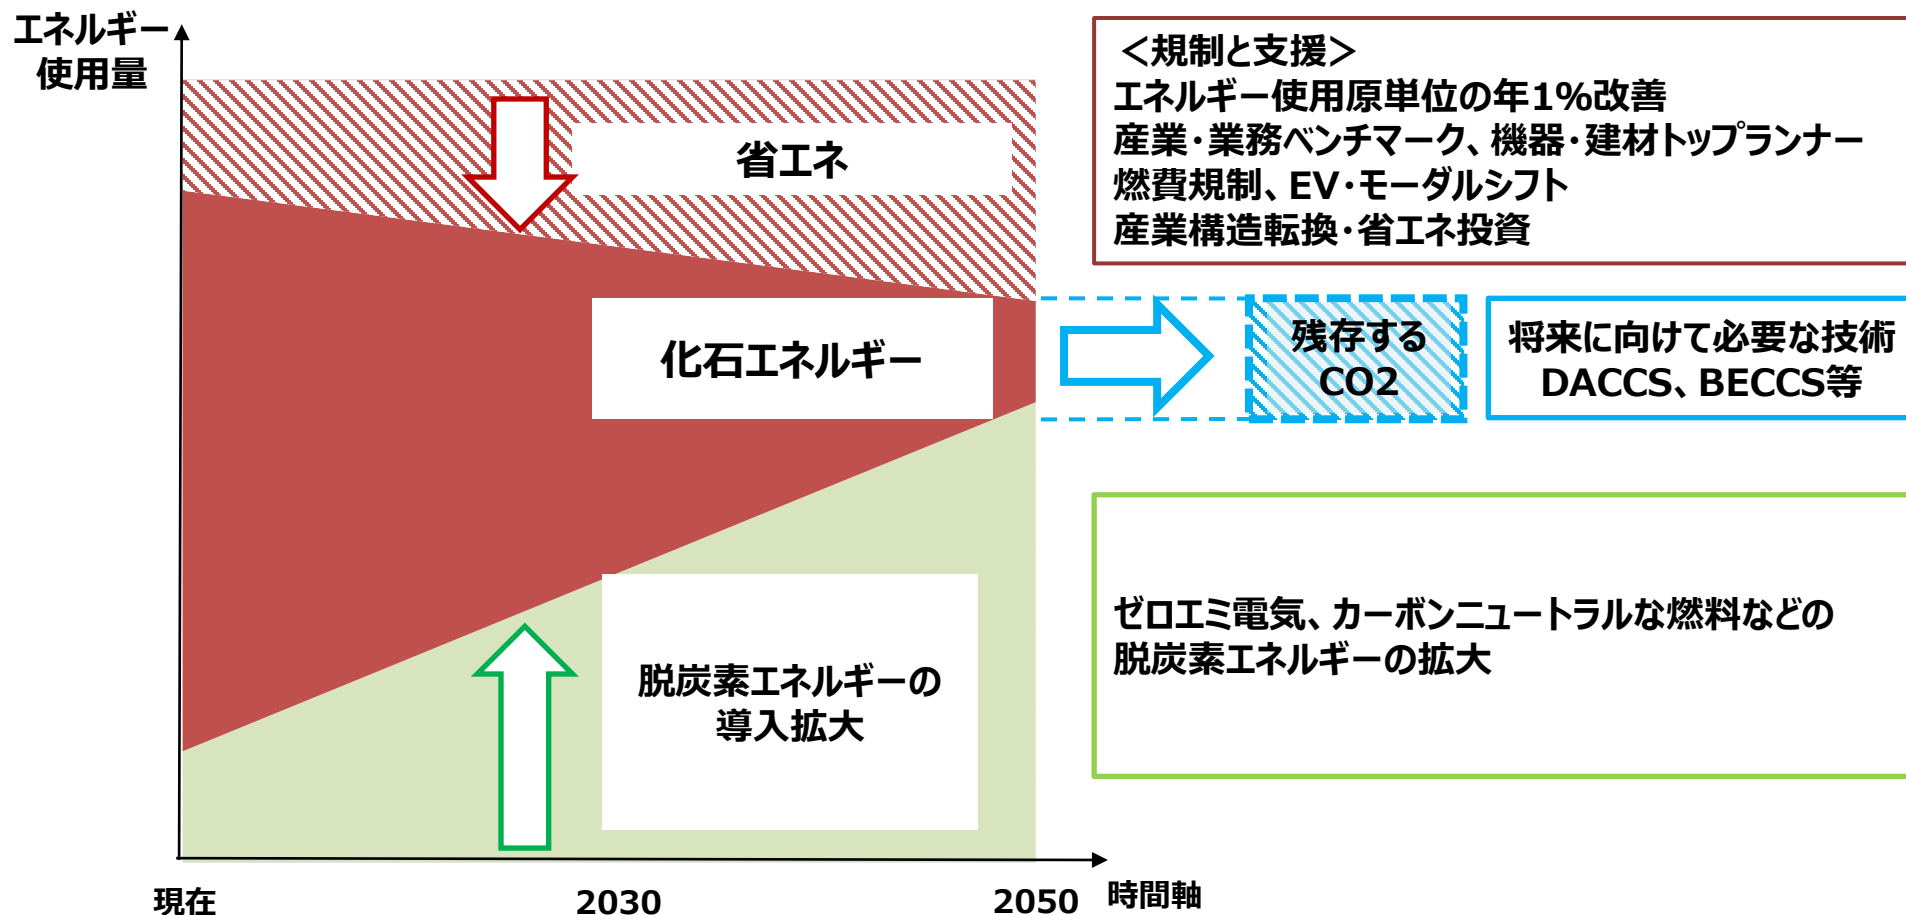 エネルギー
使用量
省エネ
化石エネルギー
脱炭素エネルギーの
導入拡大
現在
2030
2050
時間軸
＜規制と支援＞
エネルギー使用原単位の年1%改善
産業・業務ベンチマーク、機器・建材トップランナー
燃費規制、EV・モーダルシフト
産業構造転換・省エネ投資
残存する
CO2
将来に向けて必要な技術
DACCS、BECCS等
ゼロエミ電気、カーボンニュートラルな燃料などの
脱炭素エネルギーの拡大